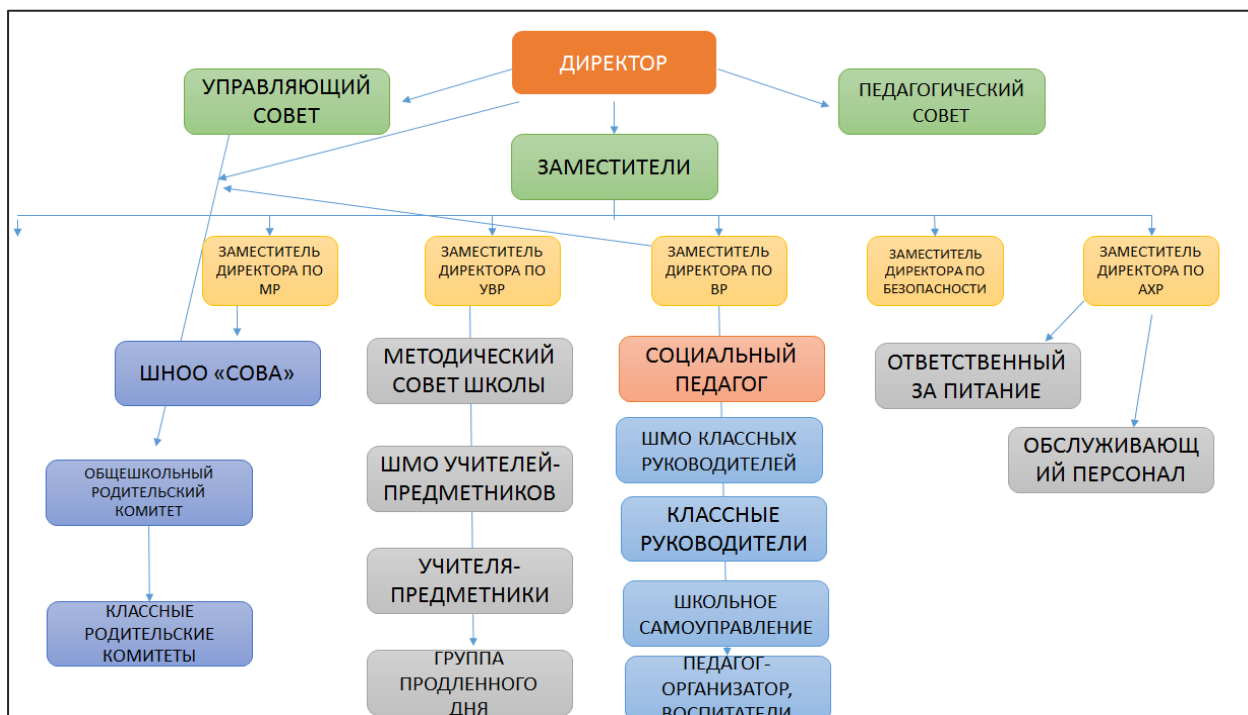 ДИРЕКТОР
УПРАВЛЯЮЩИЙ
СОВЕТ
ПЕДАГОГИЧЕСКИЙ
СОВЕТ
ЗАМЕСТИТЕЛИ
ЗАМЕСТИТЕЛЬ
ДИРЕКТОРА ПО
МР
ЗАМЕСТИТЕЛЬ
ДИРЕКТОРА ПО
УВР
ЗАМЕСТИТЕЛЬ
ДИРЕКТОРА ПО
ВР
ЗАМЕСТИТЕЛЬ
ДИРЕКТОРА ПО
БЕЗОПАСНОСТИ
ЗАМЕСТИТЕЛЬ
ДИРЕКТОРА ПО
АХР
ШНОО «СОВА»
МЕТОДИЧЕСКИЙ
СОВЕТ ШКОЛЫ
СОЦИАЛЬНЫЙ
ПЕДАГОГ
ОТВЕТСТВЕННЫЙ
ЗА ПИТАНИЕ
ОБЩЕШКОЛЬНЫЙ
РОДИТЕЛЬСКИЙ
КОМИТЕТ
ШМО УЧИТЕЛЕЙ-
ПРЕДМЕТНИКОВ
ШМО КЛАССНЫХ
РУКОВОДИТЕЛЕЙ
ОБСЛУЖИВАЮЩ
ИЙ ПЕРСОНАЛ
КЛАССНЫЕ
РУКОВОДИТЕЛИ
КЛАССНЫЕ
РОДИТЕЛЬСКИЕ
КОМИТЕТЫ
УЧИТЕЛЯ-
ПРЕДМЕТНИКИ
ШКОЛЬНОЕ
САМОУПРАВЛЕНИЕ
ГРУППА
ПРОДЛЕННОГО
ДНЯ
ПЕДАГОГ-
ОРГАНИЗАТОР,
ВОСПИТАТЕЛИ